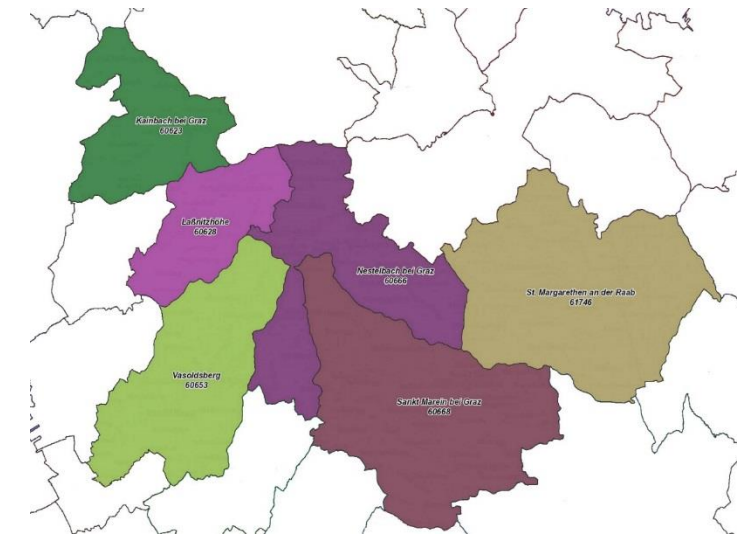 Kainbach bei Graz
60623
Laßnitzhöhe
60628
Nestelbach bei Graz
60666
St. Margarethen an der Raab
61746
Vasoldsberg
60653
Sankt Marein bei Graz
60668